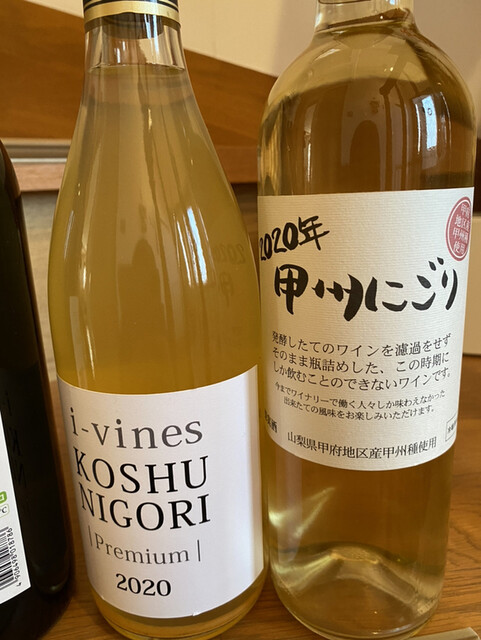 i-vines
KOSHU
NIGORI
|Premium|
2020
2020年
甲州にごり
発酵したてのワインを濾過をせず
そのまま瓶詰めした、この時期に
しか飲むことのできないワインです。
今までワイナリーで働く人々しか味わえなかった
出来たての風味をお楽しみいただけます。
山梨県甲府地区産甲州種使用
4906498018786